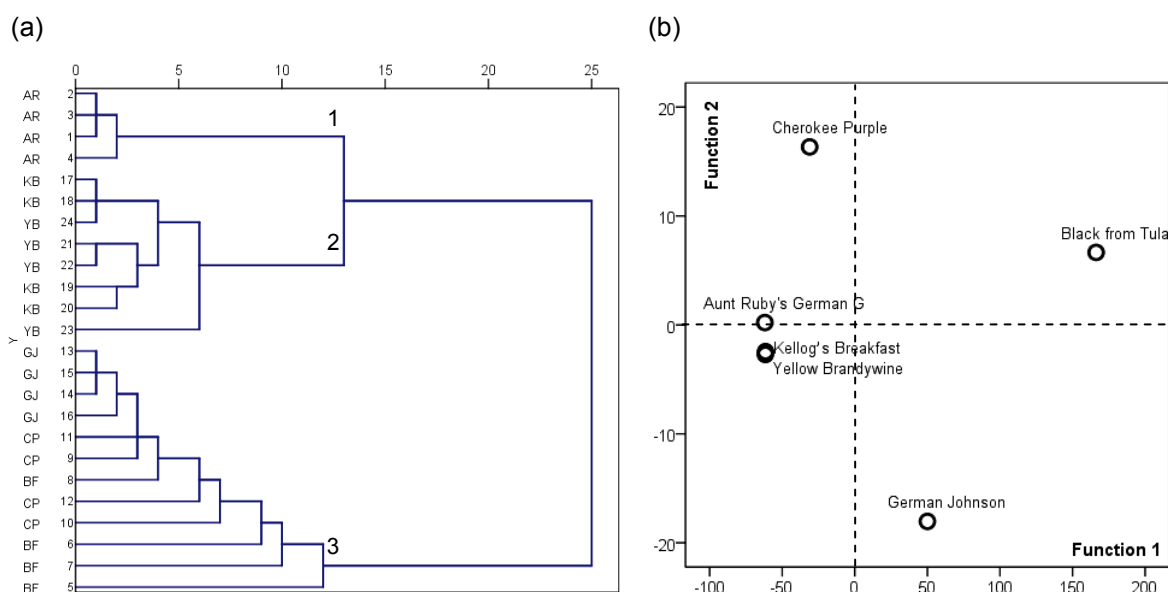 (a)
(b)
0 5 10 15 20 25
AR 2
AR 3
AR 1
AR 4
KB 17
KB 18
YB 24
YB 21
YB 22
KB 19
KB 20
YB 23
Y
GJ 13
GJ 15
GJ 14
GJ 16
CP 11
CP 9
BF 8
CP 12
CP 10
BF 6
BF 7
BF 5
1
2
3
Function 2
20
10
0
-10
-20
Cherokee Purple
Black from Tula
Aunt Ruby's German G
Kellog's Breakfast
Yellow Brandywine
German Johnson
Function 1
-100 -50 0 50 100 150 200